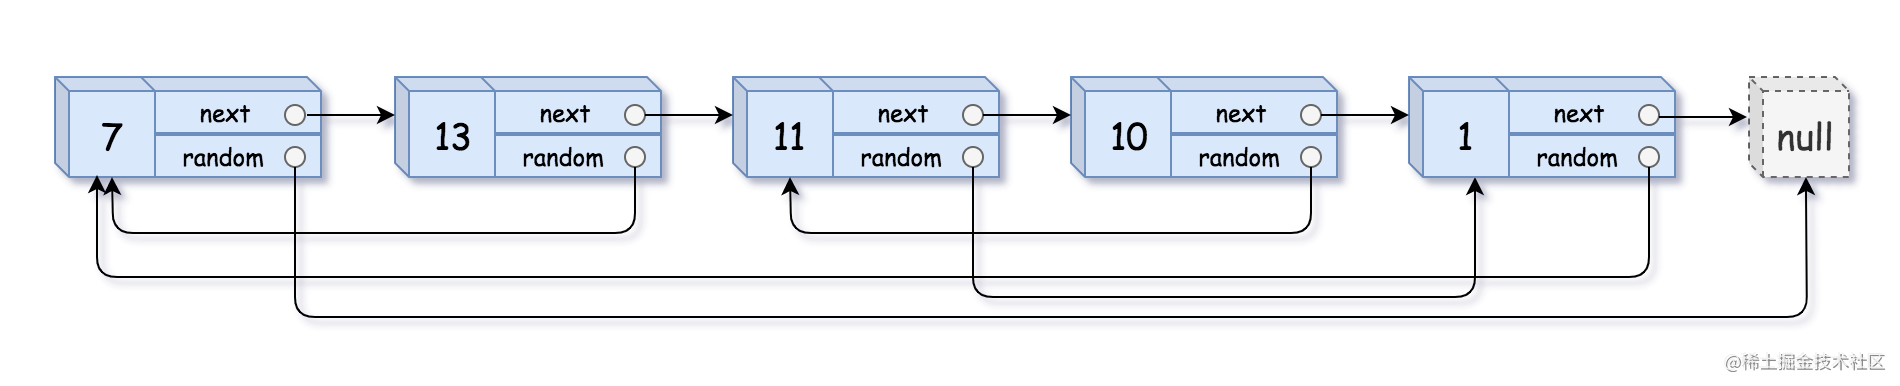 next next next next next
7 13 11 10 1 null
random random random random random
@稀土掘金技术社区